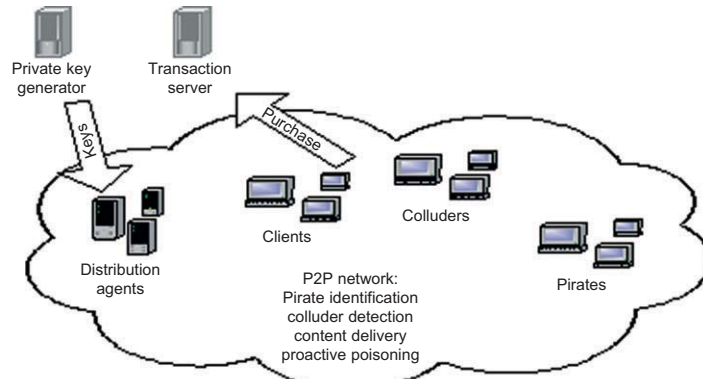 Private key
generator
Transaction
server
Keys
Purchase
Distribution
agents
Clients
Colluders
Pirates
P2P network:
Pirate identification
colluder detection
content delivery
proactive poisoning